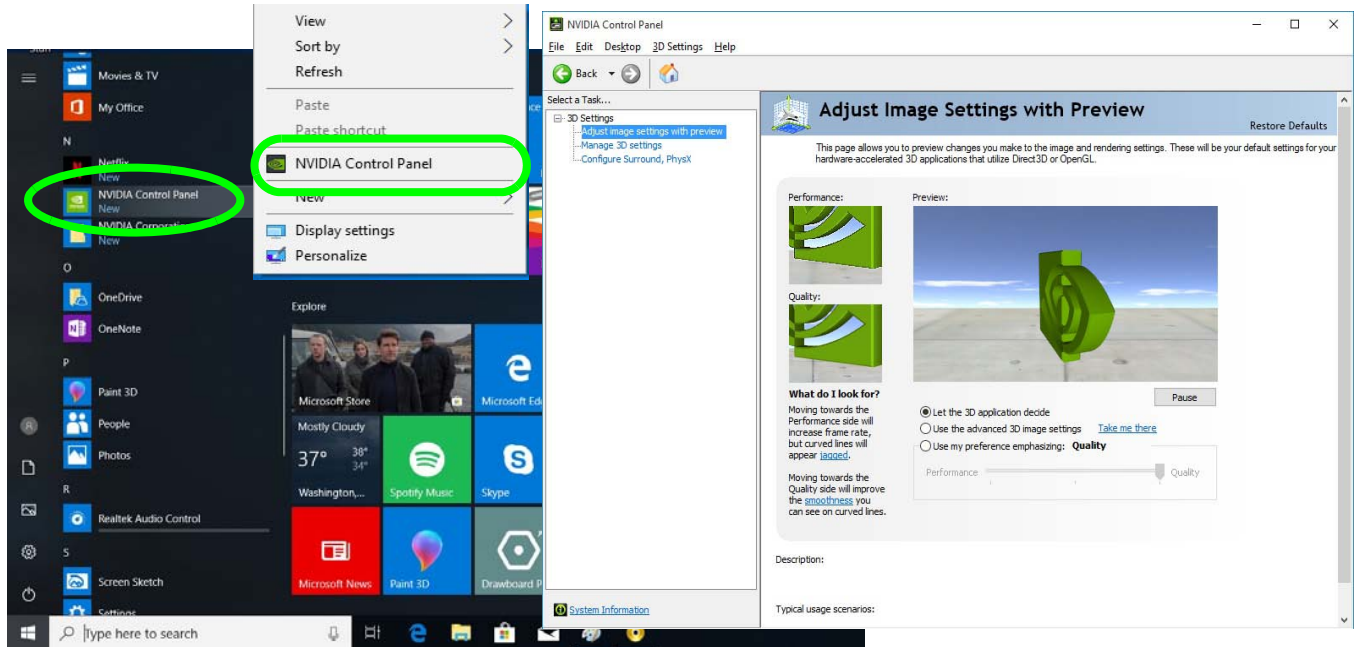 Movies & TV
My Office
N
Netflix
New
NVIDIA Control Panel
New
NVIDIA Corporation
New
O
OneDrive
OneNote
P
Paint 3D
People
Photos
R
Realtek Audio Control
S
Screen Sketch
Settings
Type here to search
View
Sort by
Refresh
Paste
Paste shortcut
NVIDIA Control Panel
New
Display settings
Personalize
Explore
Microsoft Store
Microsoft Ed
Mostly Cloudy
37° 38° 34°
Washington,...
Spotify Music
Skype
Microsoft News
Paint 3D
Drawboard P
NVIDIA Control Panel
File Edit Desktop 3D Settings Help
Back
Select a Task...
3D Settings
Adjust image settings with preview
Manage 3D settings
Configure Surround, PhysX
System Information
Adjust Image Settings with Preview
Restore Defaults
This page allows you to preview changes you make to the image and rendering settings. These will be your default settings for your
hardware-accelerated 3D applications that utilize Direct3D or OpenGL.
Performance:
Quality:
What do I look for?
Moving towards the
Performance side will
increase frame rate,
but curved lines will
appear jagged.
Moving towards the
Quality side will improve
the smoothness you
can see on curved lines.
Preview:
Pause
Let the 3D application decide
Use the advanced 3D image settings Take me there
Use my preference emphasizing: Quality
Performance Quality
Description:
Typical usage scenarios: